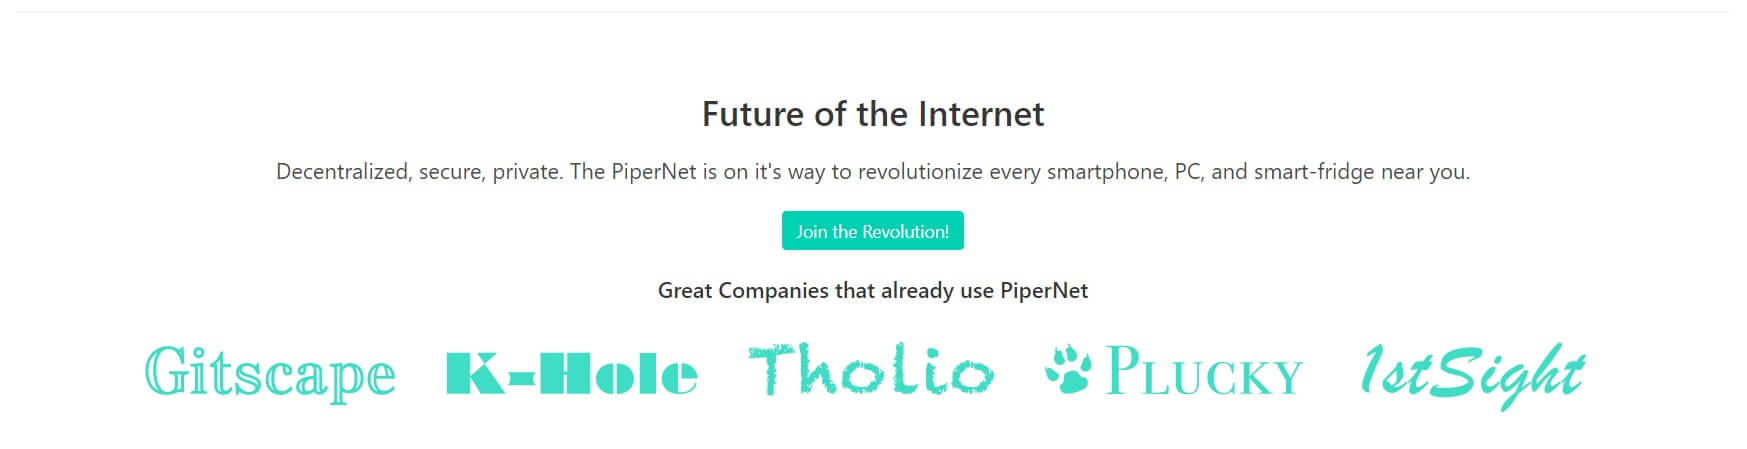 Future of the Internet
Decentralized, secure, private. The PiperNet is on it's way to revolutionize every smartphone, PC, and smart-fridge near you.
Join the Revolution!
Great Companies that already use PiperNet
Gitscape K-Hole Tholio PLUCKY 1stSight